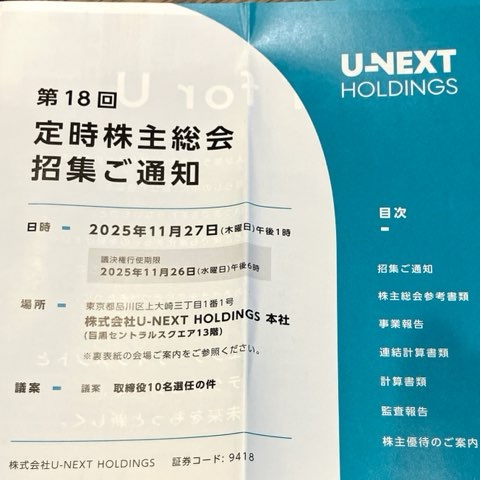 U-NEXT
HOLDINGS
第18回
定時株主総会
招集ご通知
日時
2025年11月27日(木曜日)午後1時
議決権行使期限
2025年11月26日(水曜日)午後6時
場所
東京都品川区上大崎三丁目1番1号
株式会社U-NEXT HOLDINGS 本社
(目黒セントラルスクエア13階)
※裏表紙の会場ご案内をご参照ください。
議案
議案 取締役10名選任の件
株式会社U-NEXT HOLDINGS 証券コード: 9418
目次
招集ご通知
株主総会参考書類
事業報告
連結計算書類
計算書類
監査報告
株主優待のご案内